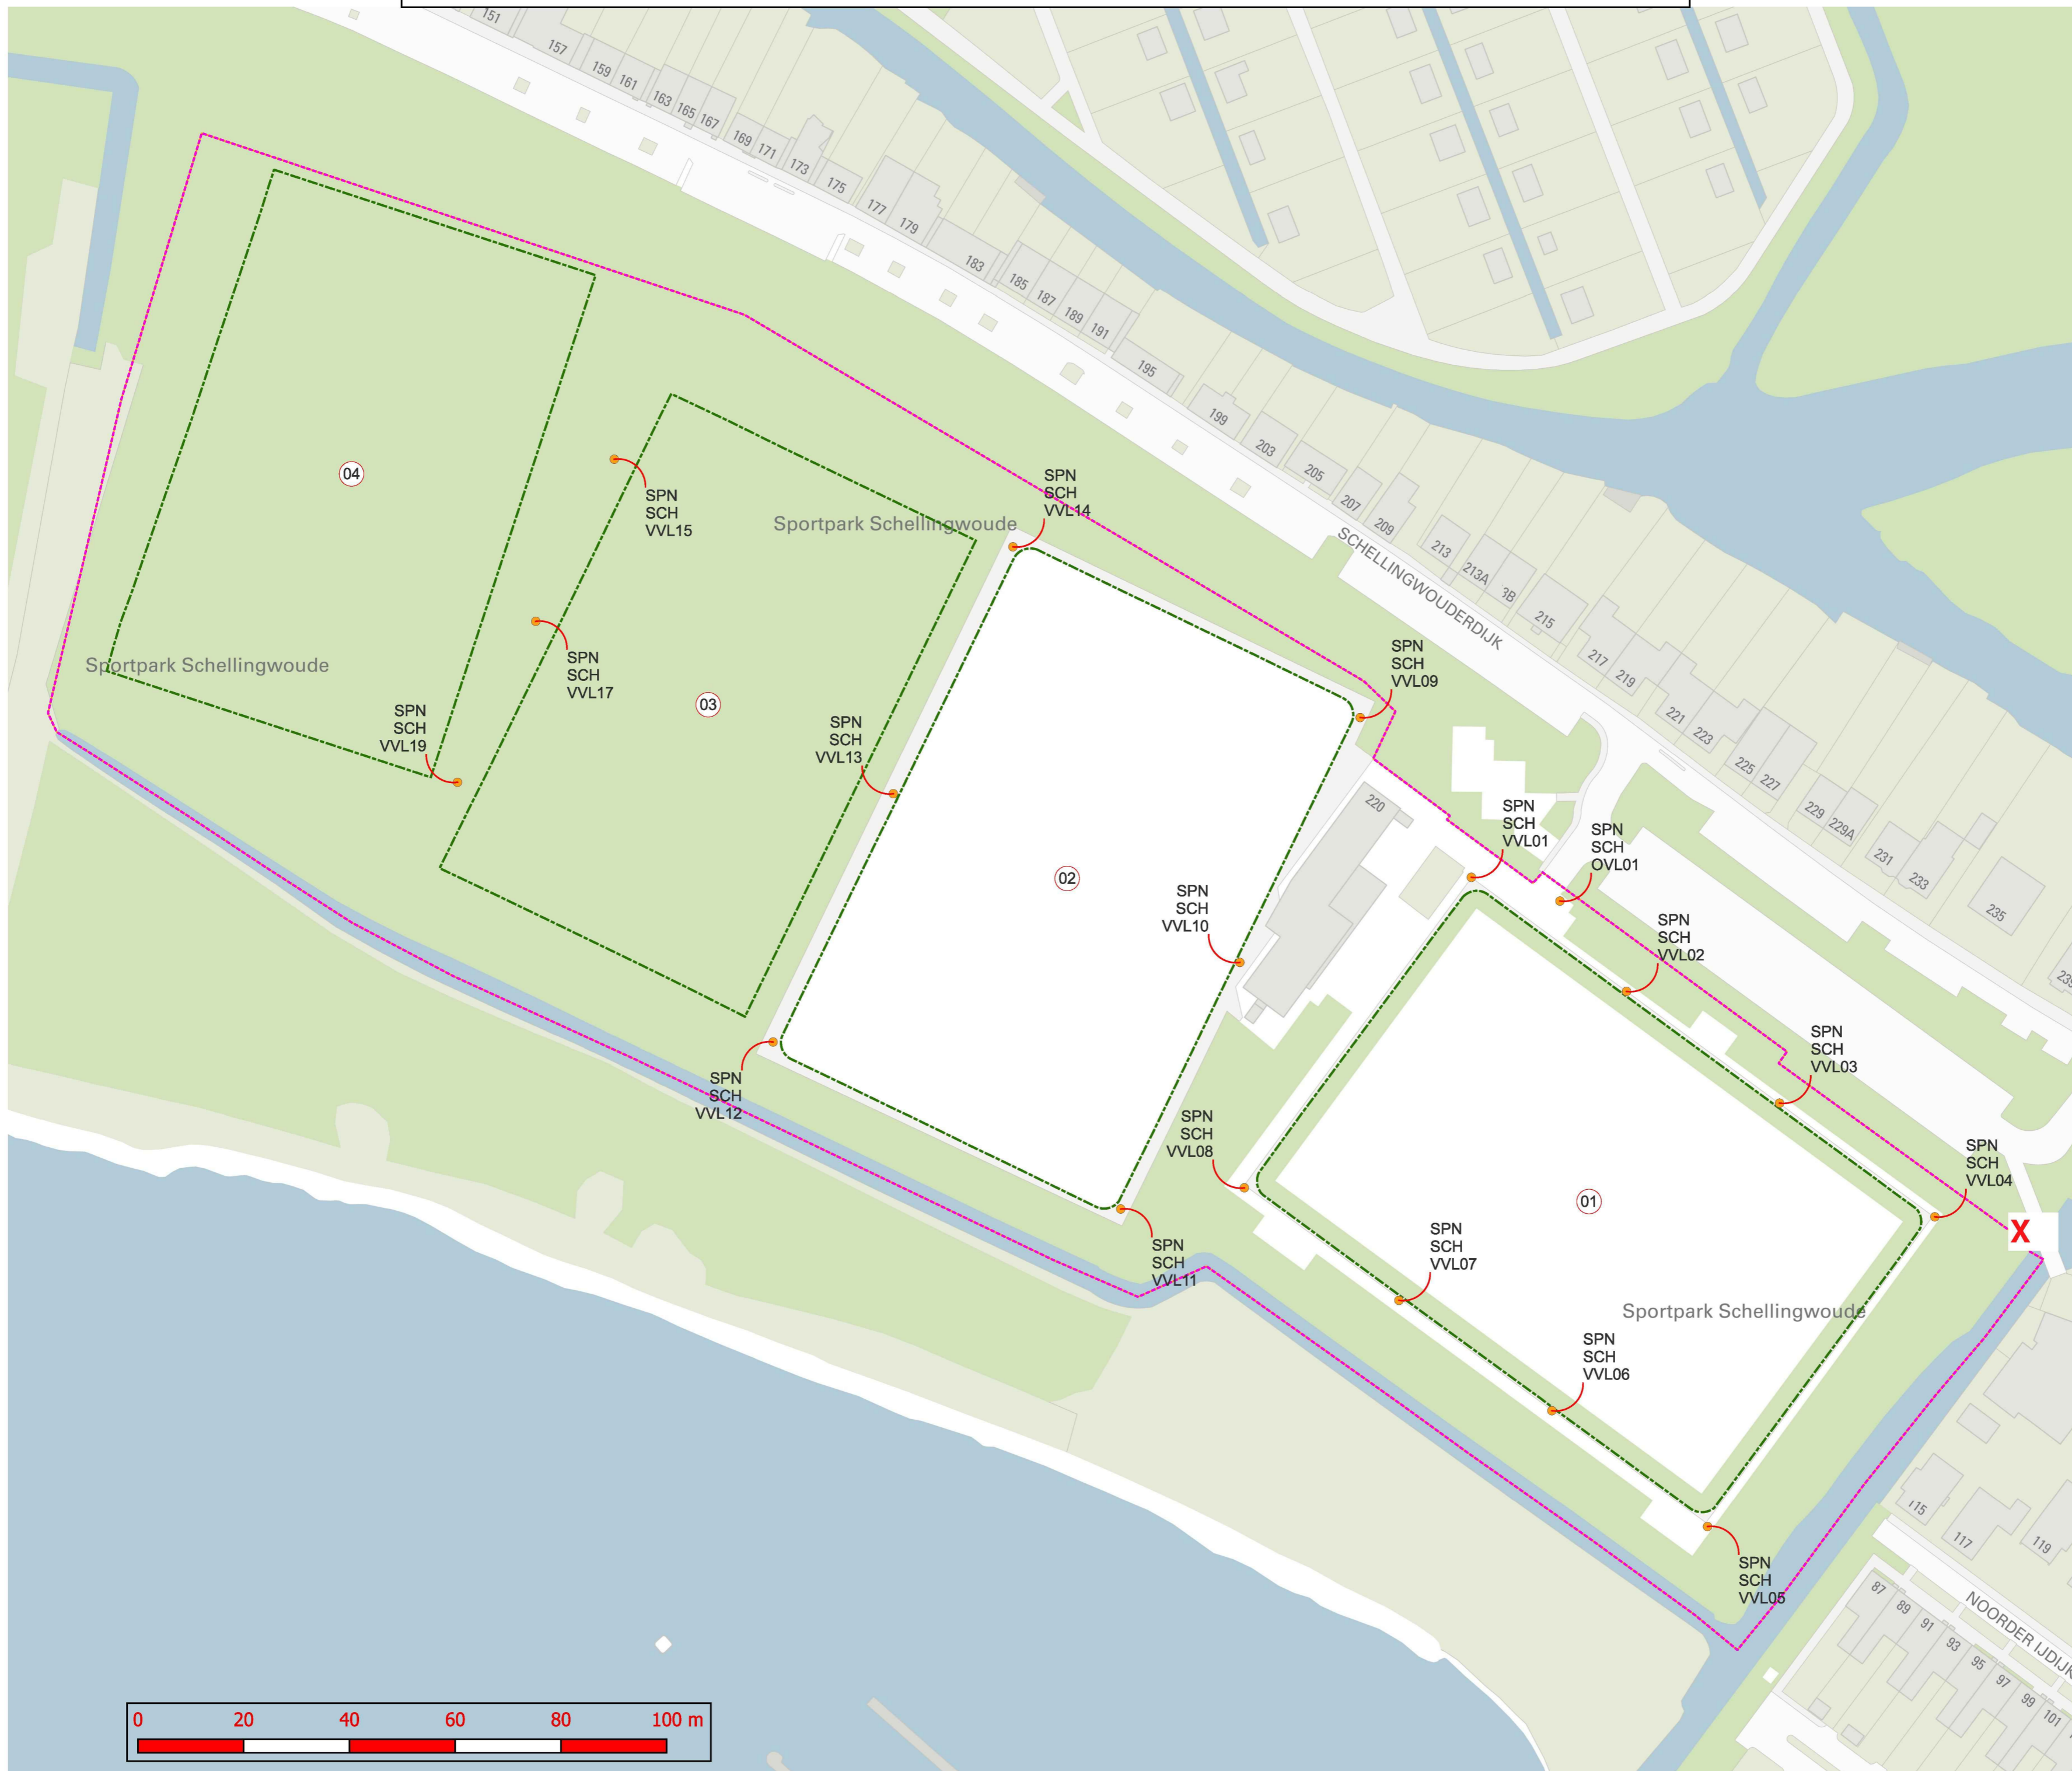 151
157
159
161
163
165
167
169
171
173
175
177
179
183
185
187
189
191
195
199
203
205
207
209
213
213A
215
217
219
221
223
225
227
229
229A
231
233
235
SCHELLINGWOUDERDIJK
04
SPN
SCH
VVL15
Sportpark Schellingwoude
SPN
SCH
VVL14
SPN
SCH
VVL17
Sportpark Schellingwoude
03
SPN
SCH
VVL19
SPN
SCH
VVL13
SPN
SCH
VVL09
220
SPN
SCH
VVL01
SPN
SCH
OVL01
02
SPN
SCH
VVL10
SPN
SCH
VVL02
SPN
SCH
VVL03
SPN
SCH
VVL12
SPN
SCH
VVL08
SPN
SCH
VVL04
01
X
SPN
SCH
VVL11
SPN
SCH
VVL07
Sportpark Schellingwoude
SPN
SCH
VVL06
SPN
SCH
VVL05
115
117
119
NOORDER IJDIJK
87
89
91
93
95
97
99
101
0 20 40 60 80 100 m